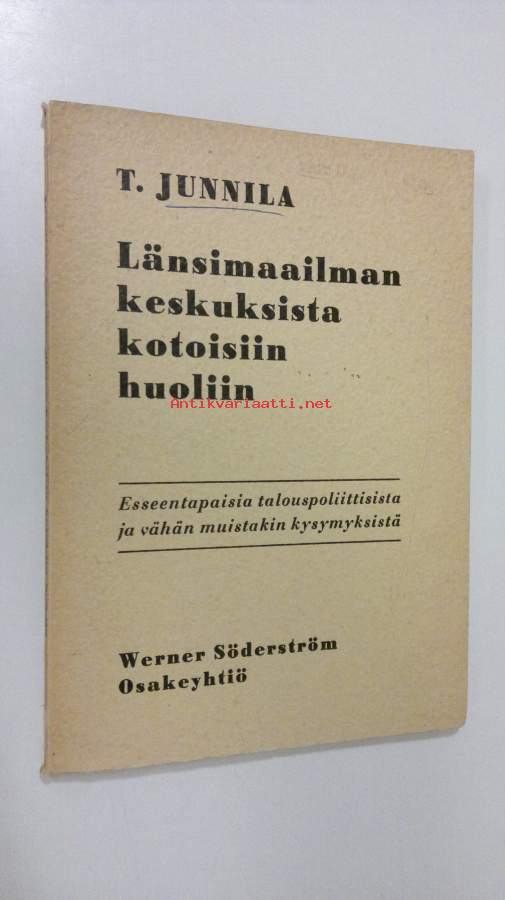 T. JUNNILA
Länsimaailman
keskuksista
kotoisiin
huoliin
Antikvariaatti.net
Esseentapaisia talouspoliittisista
ja vähän muistakin kysymyksistä
Werner Söderström
Osakeyhtiö